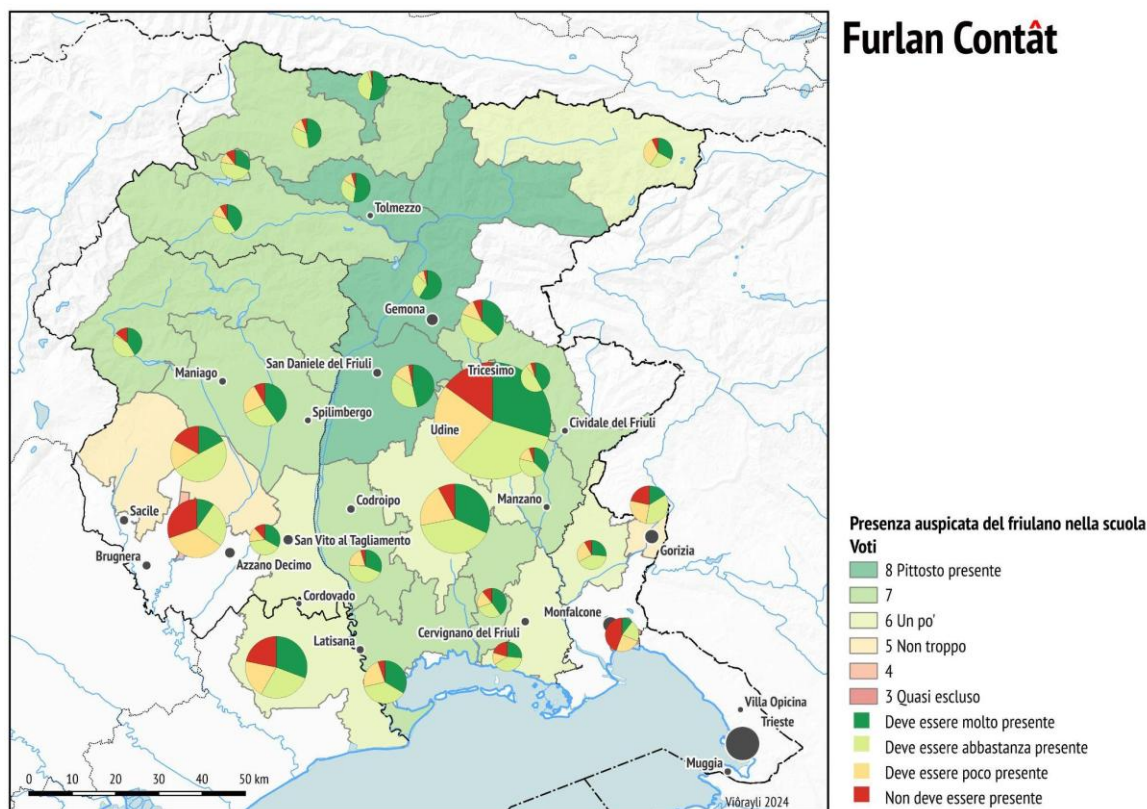 Furlan Contât
Tolmezzo
Gemona
San Daniele del Friuli
Tricesimo
Maniago
Spilimbergo
Udine
Cividale del Friuli
Codroipo
Manzano
Sacile
San Vito al Tagliamento
Gorizia
Brugnera
Azzano Decimo
Cordovado
Monfalcone
Latisana
Cervignano del Friuli
Villa Opicina
Trieste
Muggia
0 10 20 30 40 50 km
Viôrayli 2024
Presenza auspicata del friulano nella scuola
Voti
8 Pittosto presente
7
6 Un po'
5 Non troppo
4
3 Quasi escluso
Deve essere molto presente
Deve essere abbastanza presente
Deve essere poco presente
Non deve essere presente